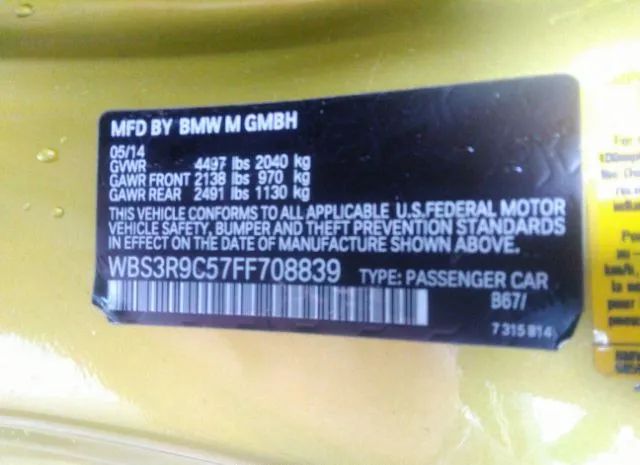 MFD BY BMW M GMBH
05/14
GVWR 4497 lbs 2040 kg
GAWR FRONT 2138 lbs 970 kg
GAWR REAR 2491 lbs 1130 kg
THIS VEHICLE CONFORMS TO ALL APPLICABLE U.S.FEDERAL MOTOR
VEHICLE SAFETY, BUMPER AND THEFT PREVENTION STANDARDS
IN EFFECT ON THE DATE OF MANUFACTURE SHOWN ABOVE.
WBS3R9C57FF708839 TYPE: PASSENGER CAR
B67/
7 315 814